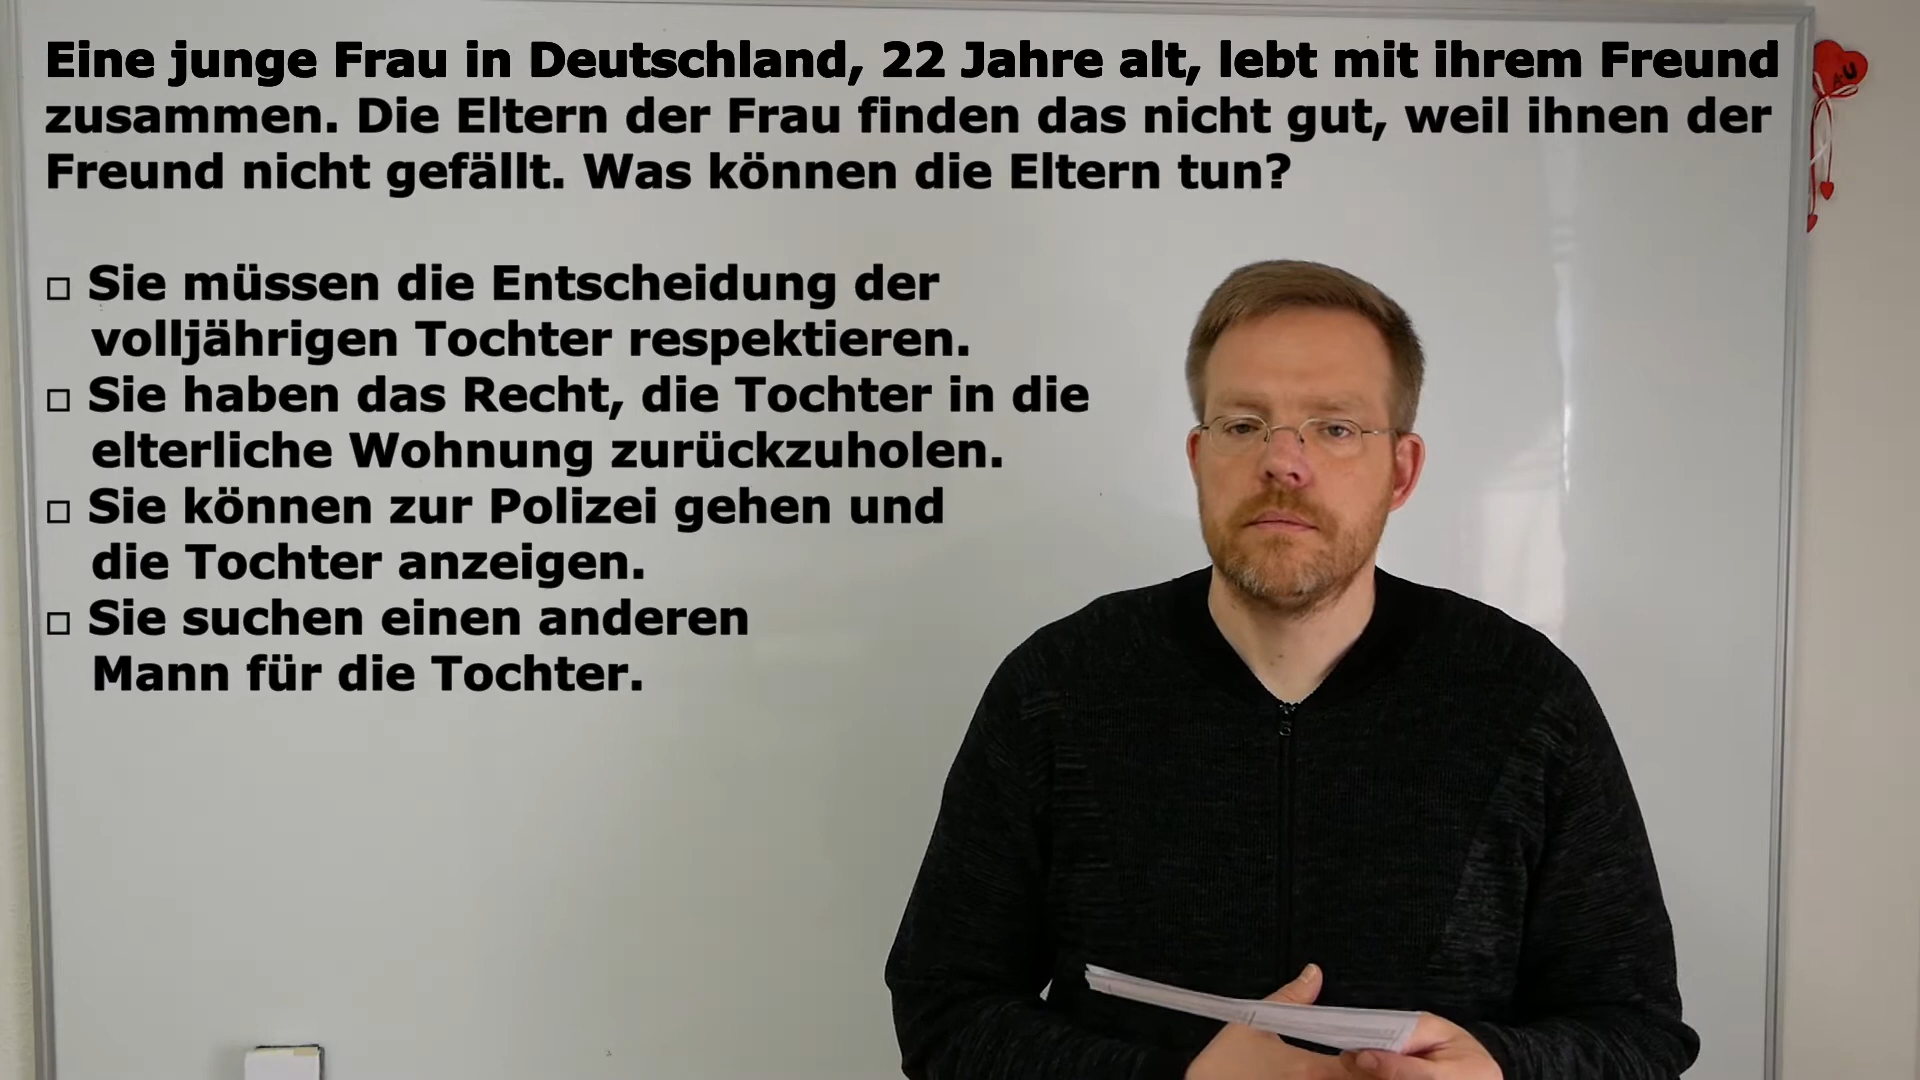 Eine junge Frau in Deutschland, 22 Jahre alt, lebt mit ihrem Freund
zusammen. Die Eltern der Frau finden das nicht gut, weil ihnen der
Freund nicht gefällt. Was können die Eltern tun?
□ Sie müssen die Entscheidung der
volljährigen Tochter respektieren.
□ Sie haben das Recht, die Tochter in die
elterliche Wohnung zurückzuholen.
□ Sie können zur Polizei gehen und
die Tochter anzeigen.
□ Sie suchen einen anderen
Mann für die Tochter.